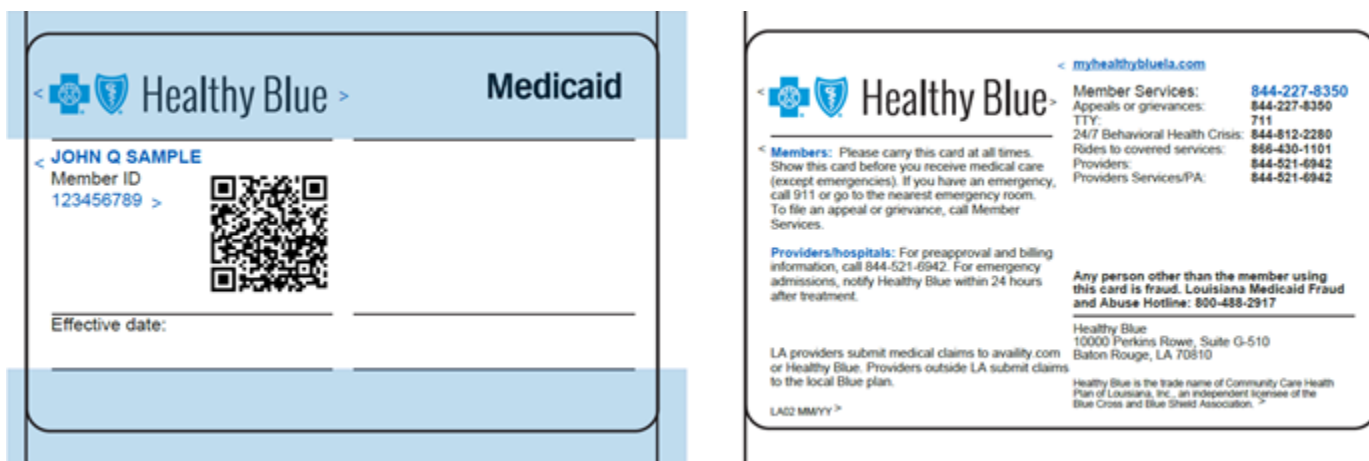 < Healthy Blue >
Medicaid
< JOHN Q SAMPLE
Member ID
123456789 >
Effective date:
< Healthy Blue>
< Members: Please carry this card at all times.
Show this card before you receive medical care
(except emergencies). If you have an emergency,
call 911 or go to the nearest emergency room.
To file an appeal or grievance, call Member
Services.
Providers/hospitals: For preapproval and billing
information, call 844-521-6942. For emergency
admissions, notify Healthy Blue within 24 hours
after treatment.
LA providers submit medical claims to availity.com
or Healthy Blue. Providers outside LA submit claims
to the local Blue plan.
LA02 MM/YY >
< myhealthybluela.com
Member Services: 844-227-8350
Appeals or grievances: 844-227-8350
TTY: 711
24/7 Behavioral Health Crisis: 844-812-2280
Rides to covered services: 866-430-1101
Providers: 844-521-6942
Providers Services/PA: 844-521-6942
Any person other than the member using
this card is fraud. Louisiana Medicaid Fraud
and Abuse Hotline: 800-488-2917
Healthy Blue
10000 Perkins Rowe, Suite G-510
Baton Rouge, LA 70810
Healthy Blue is the trade name of Community Care Health
Plan of Louisiana, Inc., an independent licensee of the
Blue Cross and Blue Shield Association. >